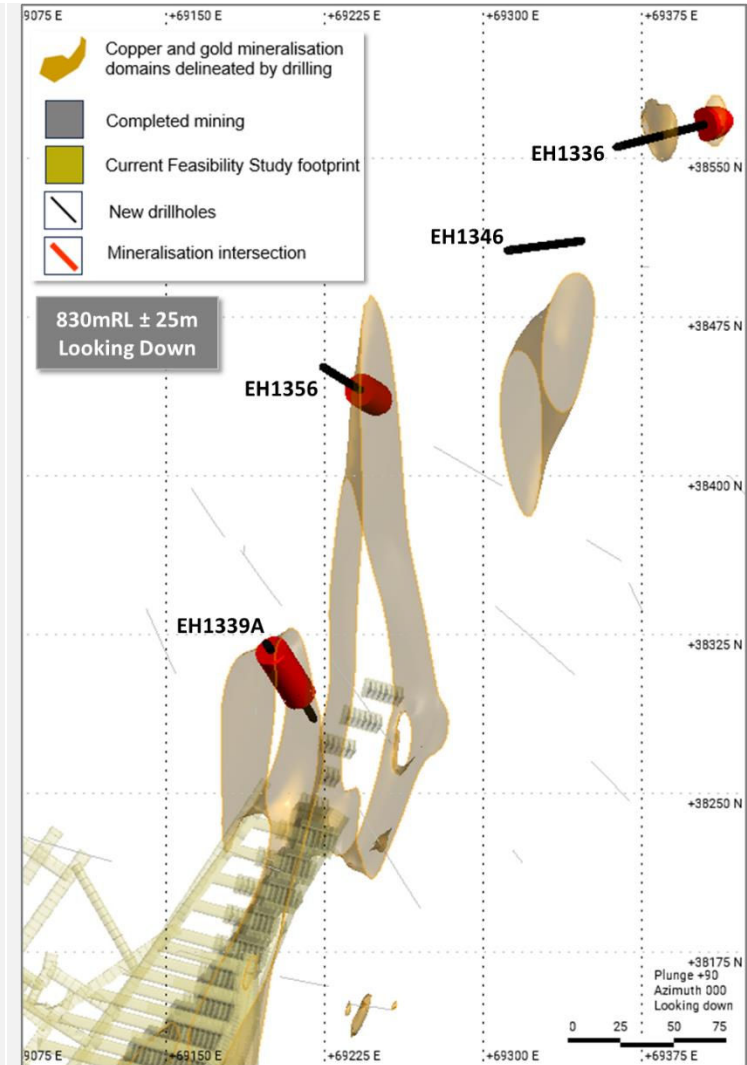 9075 E
+69150 E
+69225 E
+69300 E
+69375 E
Copper and gold mineralisation
domains delineated by drilling
Completed mining
Current Feasibility Study footprint
New drillholes
Mineralisation intersection
830mRL ± 25m
Looking Down
EH1336
+38550 N
EH1346
+38475 N
EH1356
+38400 N
EH1339A
+38325 N
+38250 N
+38175 N
Plunge +90
Azimuth 000
Looking down
0 25 50 75
9075 E
+69150 E
+69225 E
+69300 E
+69375 E